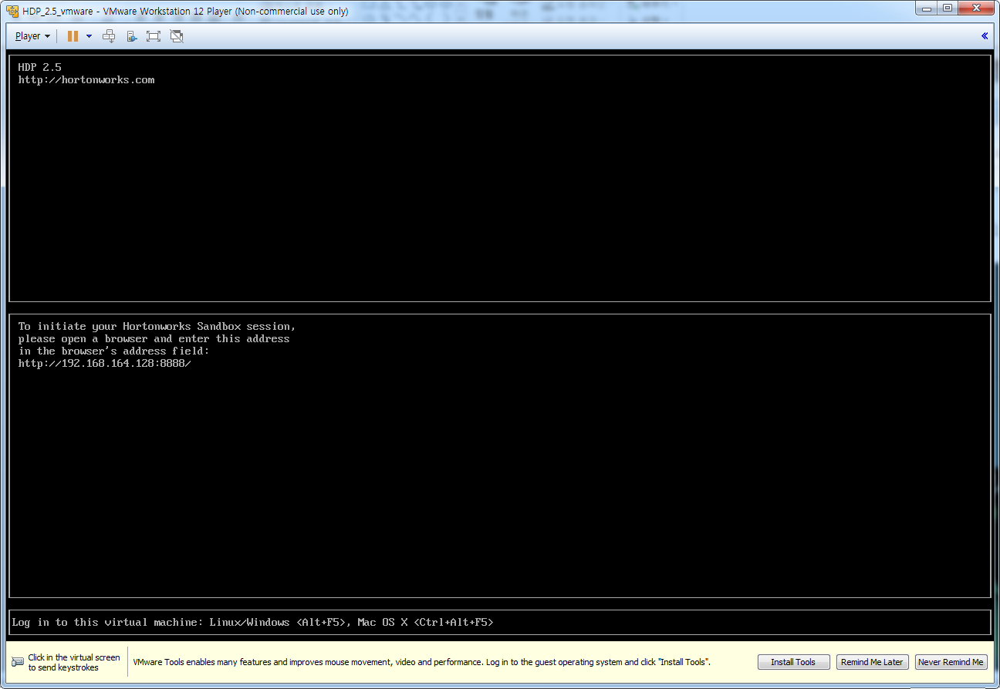 HDP_2.5_vmware - VMware Workstation 12 Player (Non-commercial use only)
Player
HDP 2.5
http://hortonworks.com
To initiate your Hortonworks Sandbox session,
please open a browser and enter this address
in the browser's address field:
http://192.168.164.128:8888/
Log in to this virtual machine: Linux/Windows <Alt+F5>, Mac OS X <Ctrl+Alt+F5>
Click in the virtual screen
to send keystrokes
VMware Tools enables many features and improves mouse movement, video and performance. Log in to the guest operating system and click "Install Tools".
Install Tools
Remind Me Later
Never Remind Me